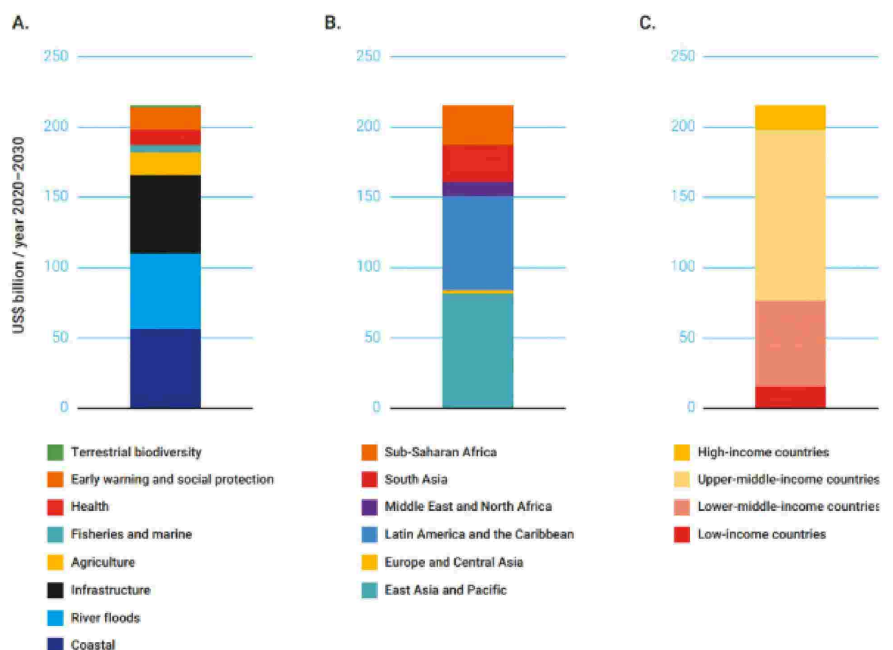 A.
B.
C.
US$ billion / year 2020–2030
250
200
150
100
50
0
250
200
150
100
50
0
250
200
150
100
50
0
Terrestrial biodiversity
Early warning and social protection
Health
Fisheries and marine
Agriculture
Infrastructure
River floods
Coastal
Sub-Saharan Africa
South Asia
Middle East and North Africa
Latin America and the Caribbean
Europe and Central Asia
East Asia and Pacific
High-income countries
Upper-middle-income countries
Lower-middle-income countries
Low-income countries